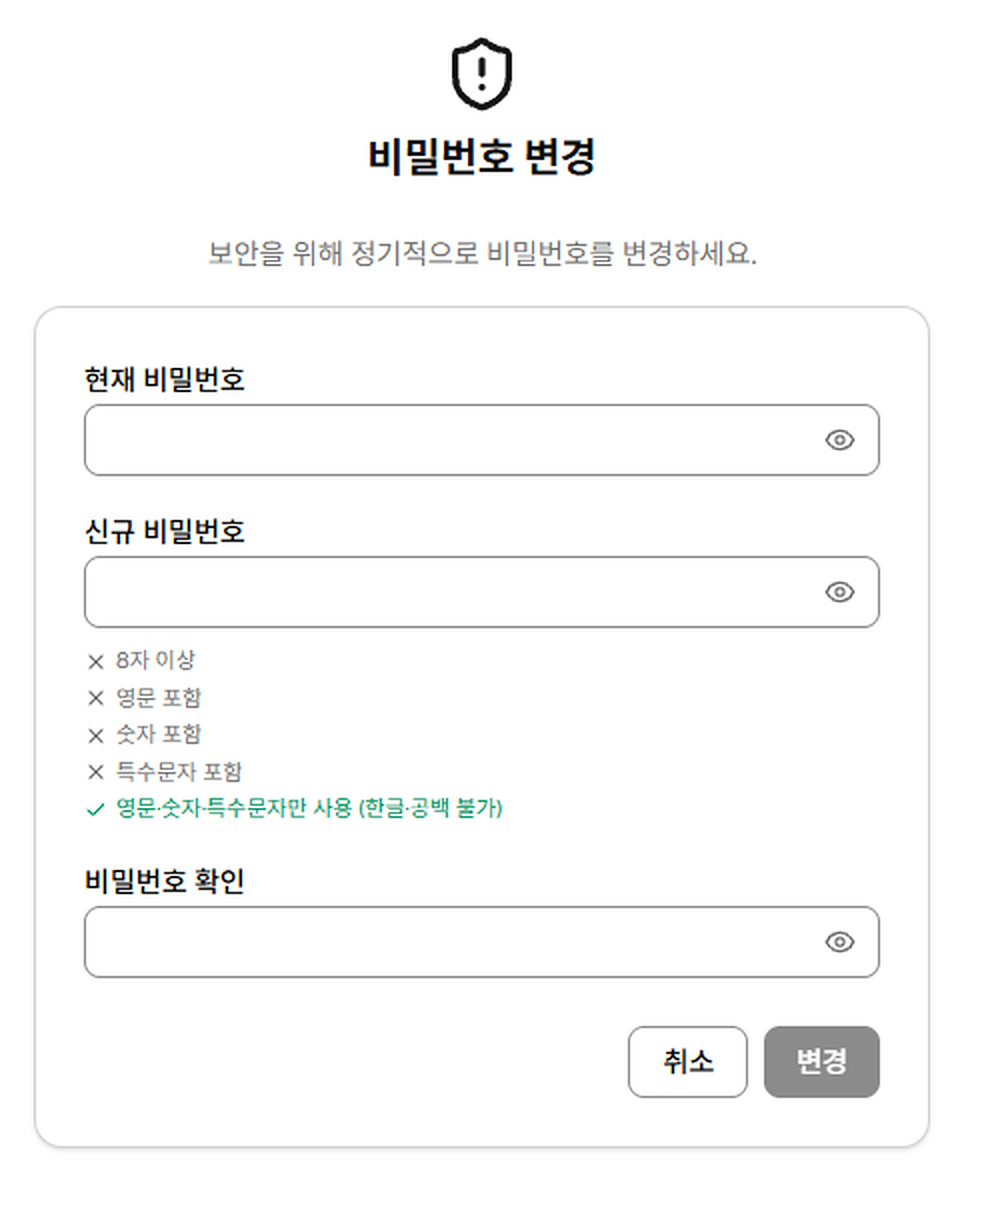 비밀번호 변경
보안을 위해 정기적으로 비밀번호를 변경하세요.
현재 비밀번호
신규 비밀번호
8자 이상
영문 포함
숫자 포함
특수문자 포함
영문·숫자·특수문자만 사용 (한글·공백 불가)
비밀번호 확인
취소 변경